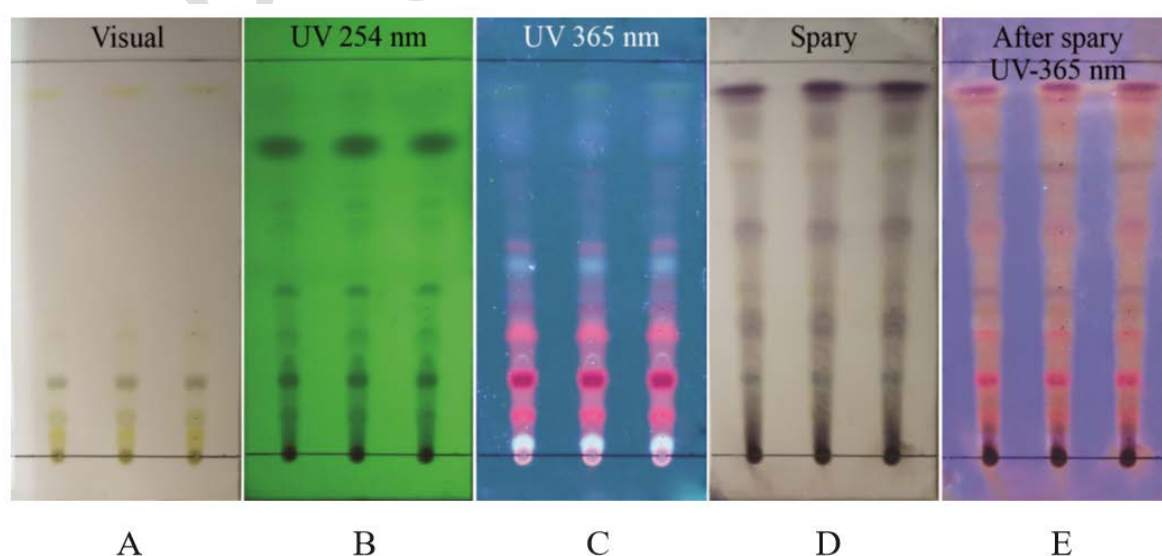 Visual
UV 254 nm
UV 365 nm
Spary
After spary
UV-365 nm
A
B
C
D
E